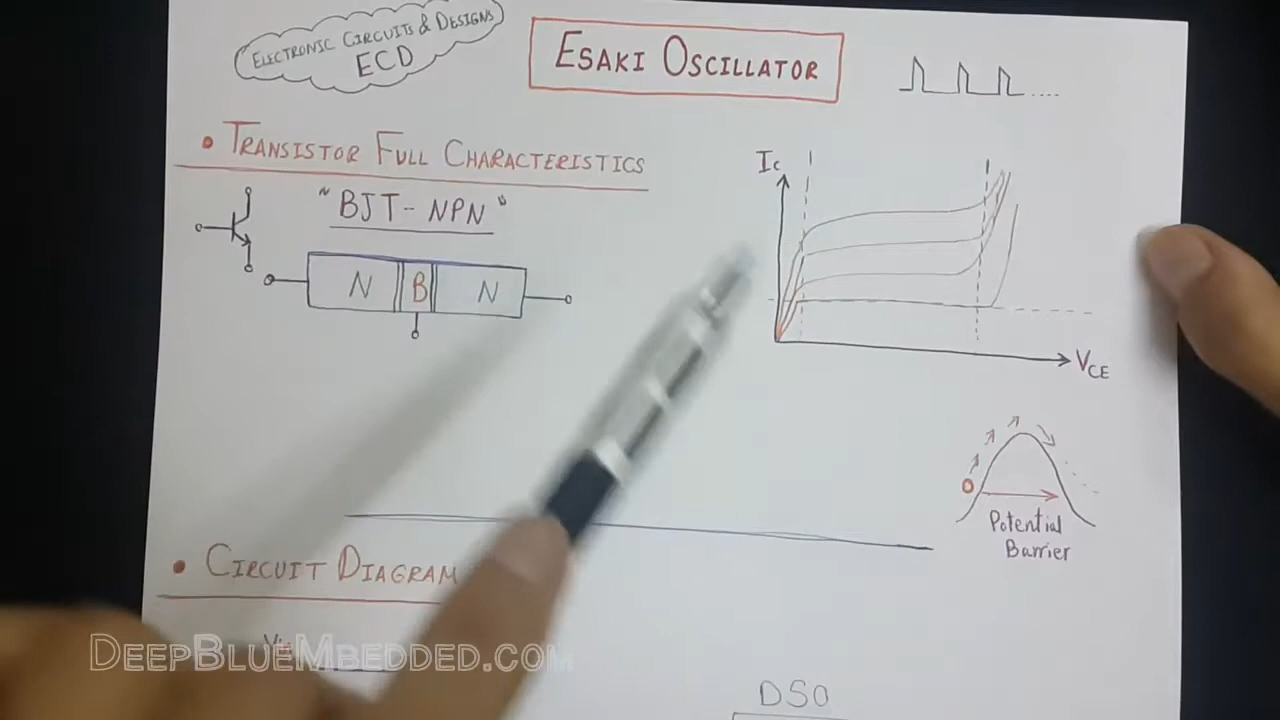 ELECTRONIC CIRCUITS & DESIGNS
ECD
ESAKI OSCILLATOR
• TRANSISTOR FULL CHARACTERISTICS
"BJT-NPN"
N B N
Ic
VCE
Potential
Barrier
• CIRCUIT DIAGRAM
DEEPBLUEMBEDDED.COM
DSO